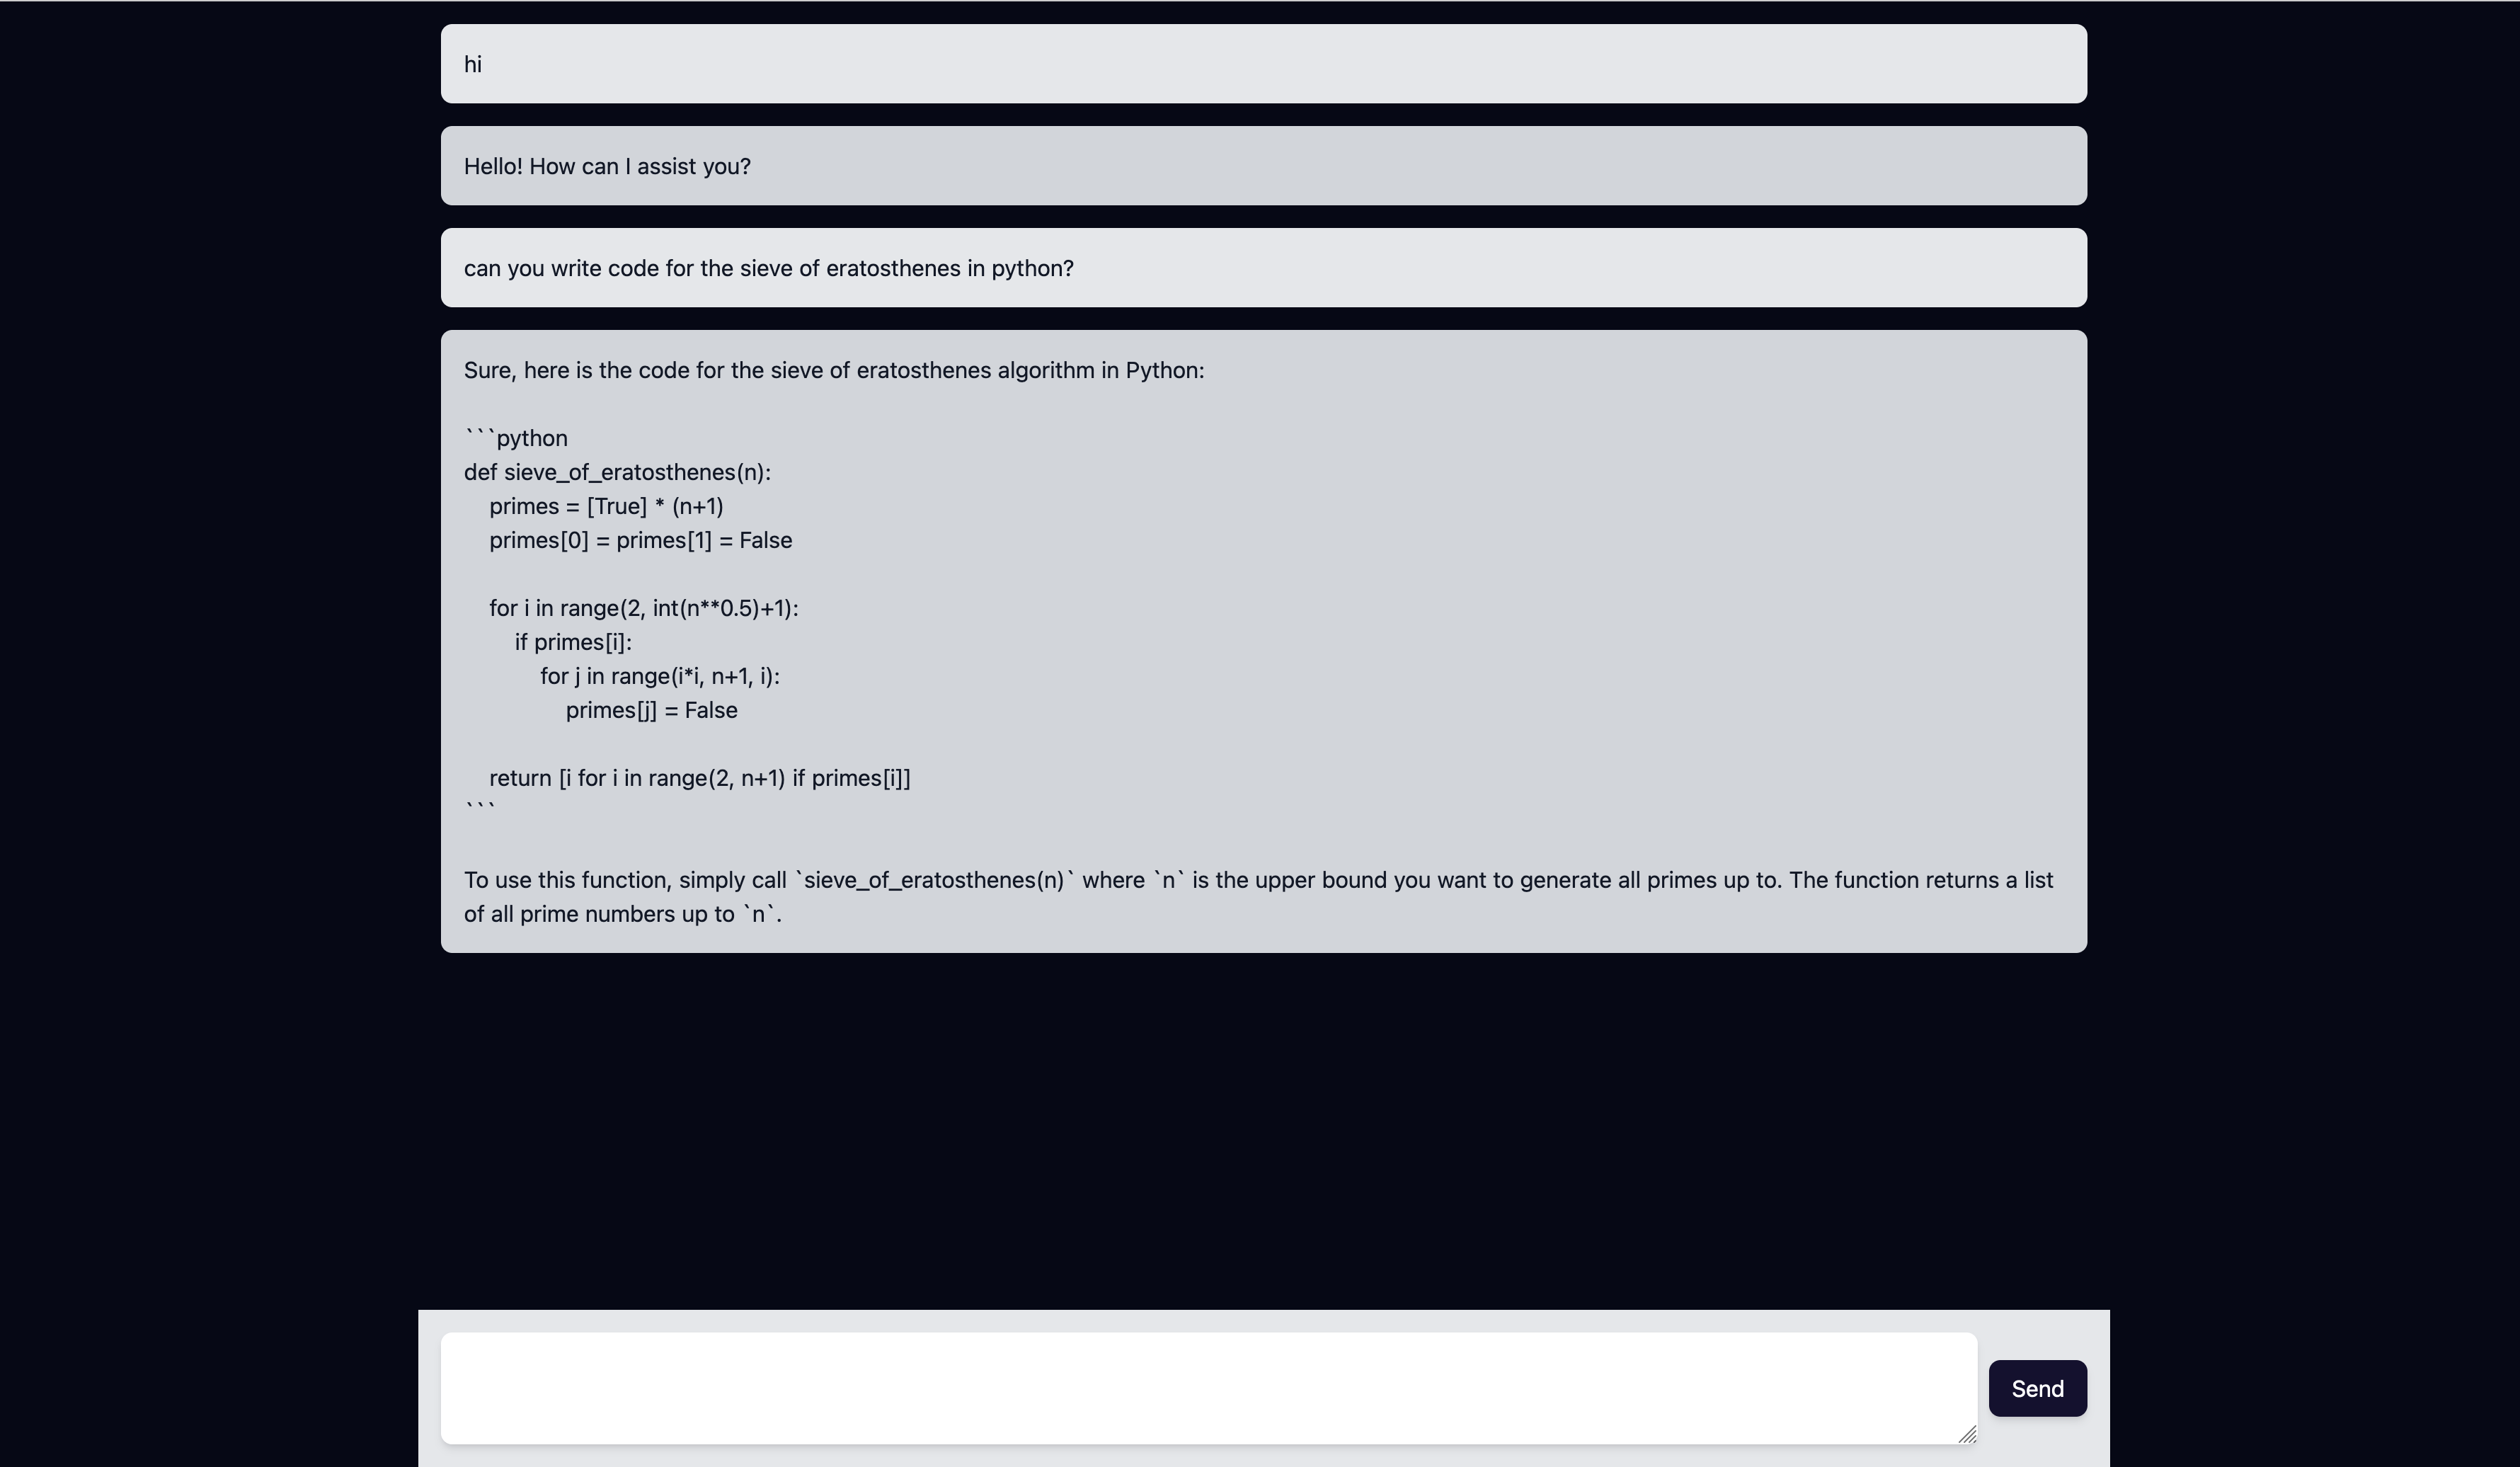 hi
Hello! How can I assist you?
can you write code for the sieve of eratosthenes in python?
Sure, here is the code for the sieve of eratosthenes algorithm in Python:
```python
def sieve_of_eratosthenes(n):
    primes = [True] * (n+1)
    primes[0] = primes[1] = False
    for i in range(2, int(n**0.5)+1):
        if primes[i]:
            for j in range(i*i, n+1, i):
                primes[j] = False
    return [i for i in range(2, n+1) if primes[i]]
```
To use this function, simply call `sieve_of_eratosthenes(n)` where `n` is the upper bound you want to generate all primes up to. The function returns a list
of all prime numbers up to `n`.
Send